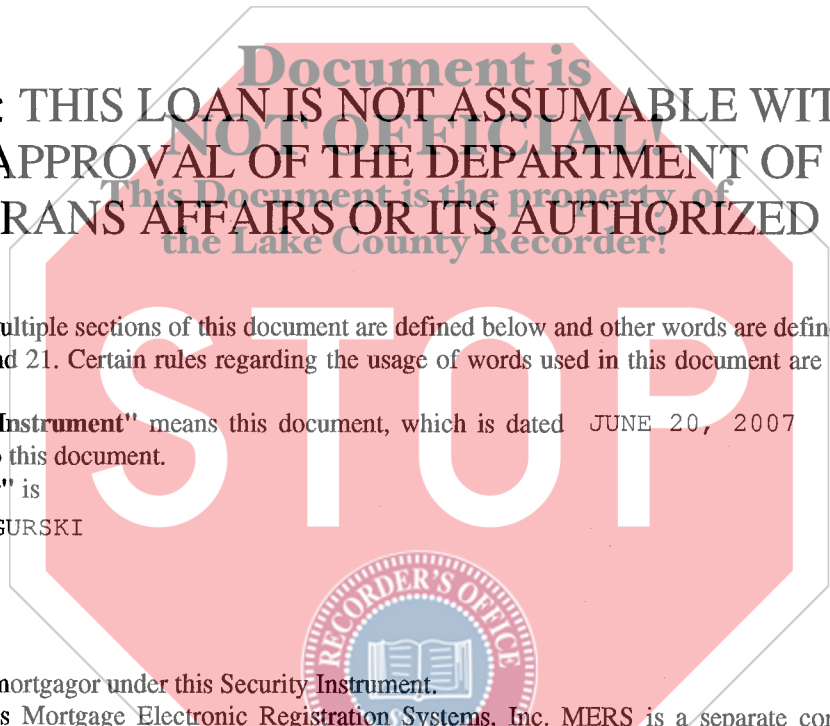 Document is
: THIS LOAN IS NOT ASSUMABLE WIT
NOT OFFICIAL!
APPROVAL OF THE DEPARTMENT OF
This Document is the property of
RANS AFFAIRS OR ITS AUTHORIZED
the Lake County Recorder!
ultiple sections of this document are defined below and other words are define
nd 21. Certain rules regarding the usage of words used in this document are
STOP
Instrument" means this document, which is dated JUNE 20, 2007
this document.
" is
GURSKI
RECORDER'S OFFICE
mortgagor under this Security Instrument.
s Mortgage Electronic Registration Systems, Inc. MERS is a separate cor